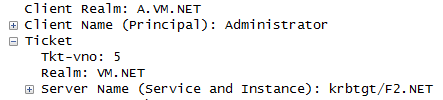 Client Realm: A.VM.NET
Client Name (Principal): Administrator
Ticket
Tkt-vno: 5
Realm: VM.NET
Server Name (Service and Instance): krbtgt/F2.NET